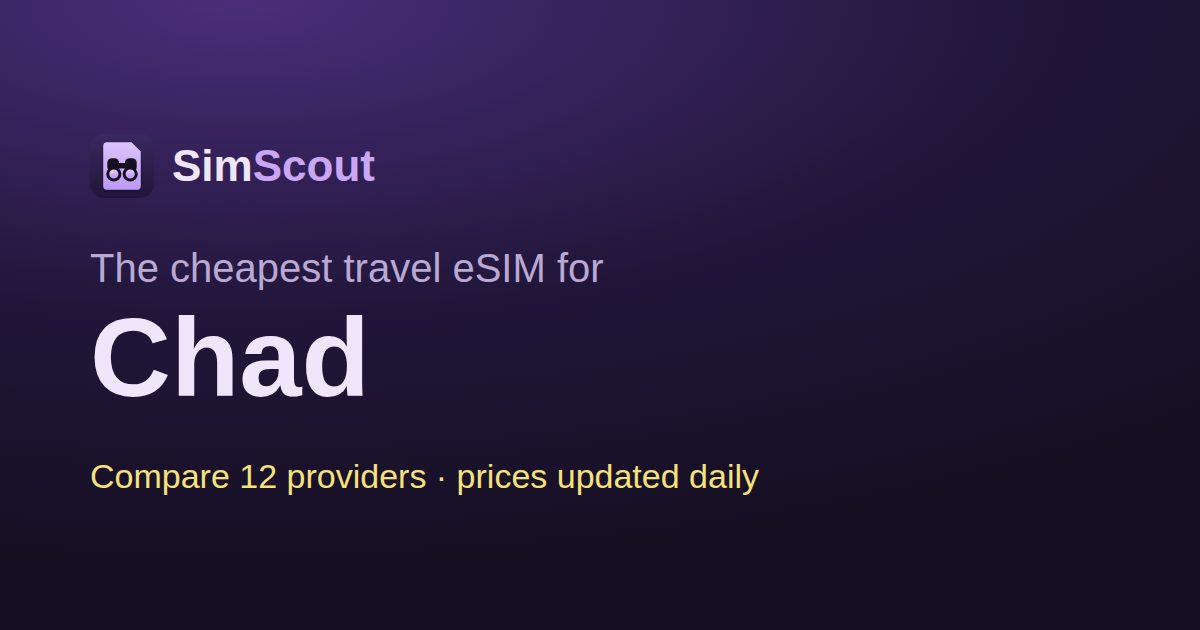 SimScout
The cheapest travel eSIM for
Chad
Compare 12 providers · prices updated daily